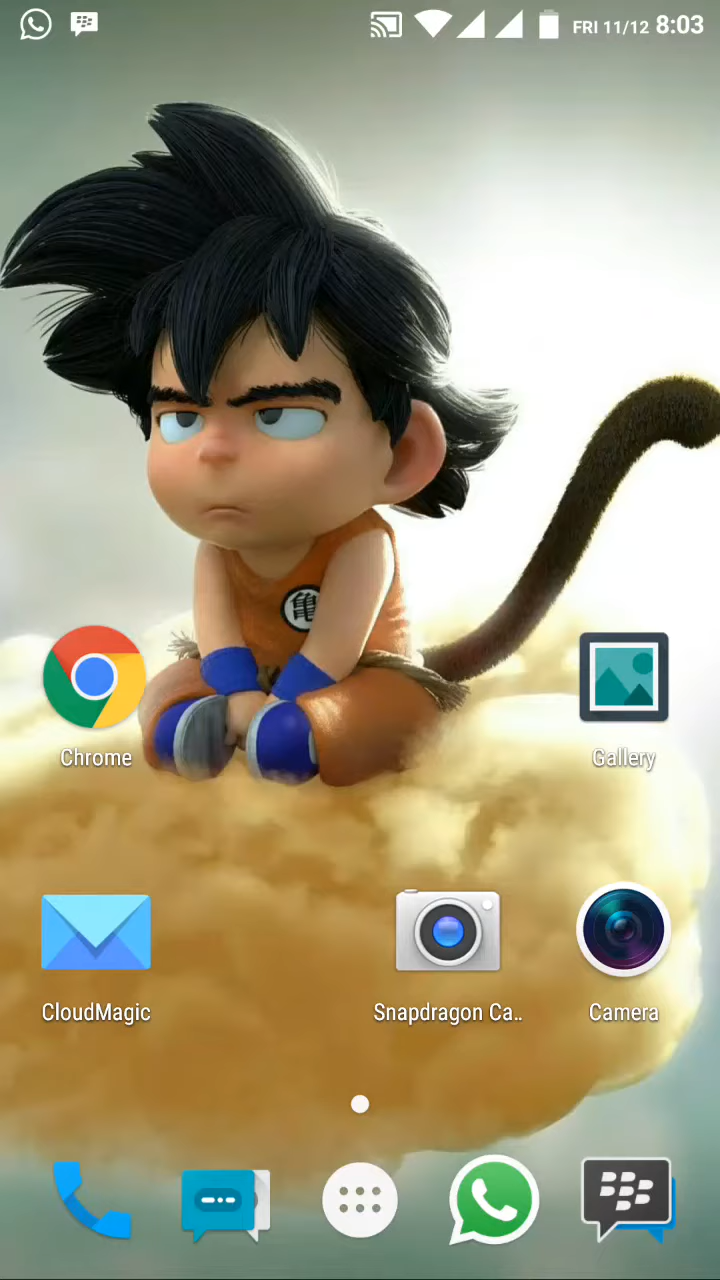 FRI 11/12 8:03
亀
Chrome
Gallery
CloudMagic
Snapdragon Ca..
Camera